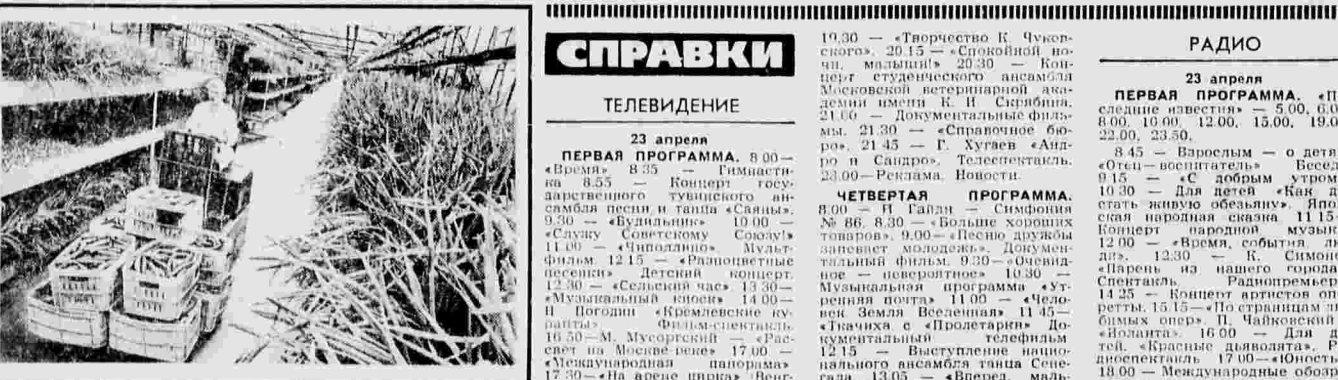 СПРАВКИ
ТЕЛЕВИДЕНИЕ
23 апреля
ПЕРВАЯ ПРОГРАММА. 8 00—
«Время» 8 35 — Гимнасти-
ка 8.55 — Концерт госу-
дарственного тувинского ан-
самбля песни и танца «Саяны».
9.30 — «Будильник» 10 00 —
«Служу Советскому Союзу!»
11 00 — «Чиполлино». Мульт-
фильм. 12 15 — «Разноцветные
песенки» Детский концерт.
12 30 — «Сельский час». 13 30—
«Музыкальный киоск» 14 00—
Н Погодин «Кремлевские ку-
ранты» Фильм-спектакль.
16 50—М. Мусоргский — «Рас-
свет на Москве-реке» 17 00 —
«Международная панорама»
17 30—«На арене цирка» Венг-
19.30 — «Творчество К. Чуков-
ского». 20 15 — «Спокойной но-
чи, малыши!» 20 30 — Кон-
церт студенческого ансамбля
Московской ветеринарной ака-
демии имени К. И Скрябина.
21 00 — Документальные филь-
мы. 21.30 — «Справочное бю-
ро». 21 45 — Г. Хугаев «Анд-
ро и Сандро». Телеспектакль.
23.00—Реклама. Новости.
ЧЕТВЕРТАЯ ПРОГРАММА.
8.00 — И Гайдн — Симфония
№ 86. 8.30 — «Больше хороших
товаров». 9.00—«Песню дружбы
запевает молодежь». Докумен-
тальный фильм. 9.30—«Очевид-
ное — невероятное» 10.30 —
Музыкальная программа «Ут-
ренняя почта» 11 00 — «Чело-
век Земля Вселенная» 11 45—
«Ткачиха с «Пролетарки» До-
кументальный телефильм
12 15 — Выступление нацио-
нального ансамбля танца Сене-
гала 13.05 — «Вперед, маль-
РАДИО
23 апреля
ПЕРВАЯ ПРОГРАММА. «П
следние известия» — 5.00, 6.0
8.00, 10.00, 12.00, 15.00, 19.0
22.00, 23.50.
8 45 — Взрослым — о детя
«Отец—воспитатель» Бесед
9 15 — «С добрым утром
10 30 — Для детей «Как д
стать живую обезьяну». Япо
ская народная сказка 11 15
Концерт народной музык
12 00 — «Время, события, л
ди». 12.30 — К. Симоно
«Парень из нашего города
Спектакль Радиопремьер
14 25 — Концерт артистов оп
ретты. 15.15—«По страницам л
бимых опер». П. Чайковский
«Иоланта» 16 00 — Для д
тей. «Красные дьяволята». Р
диоспектакль 17 00—«Юность
18.00 — Международные обозр